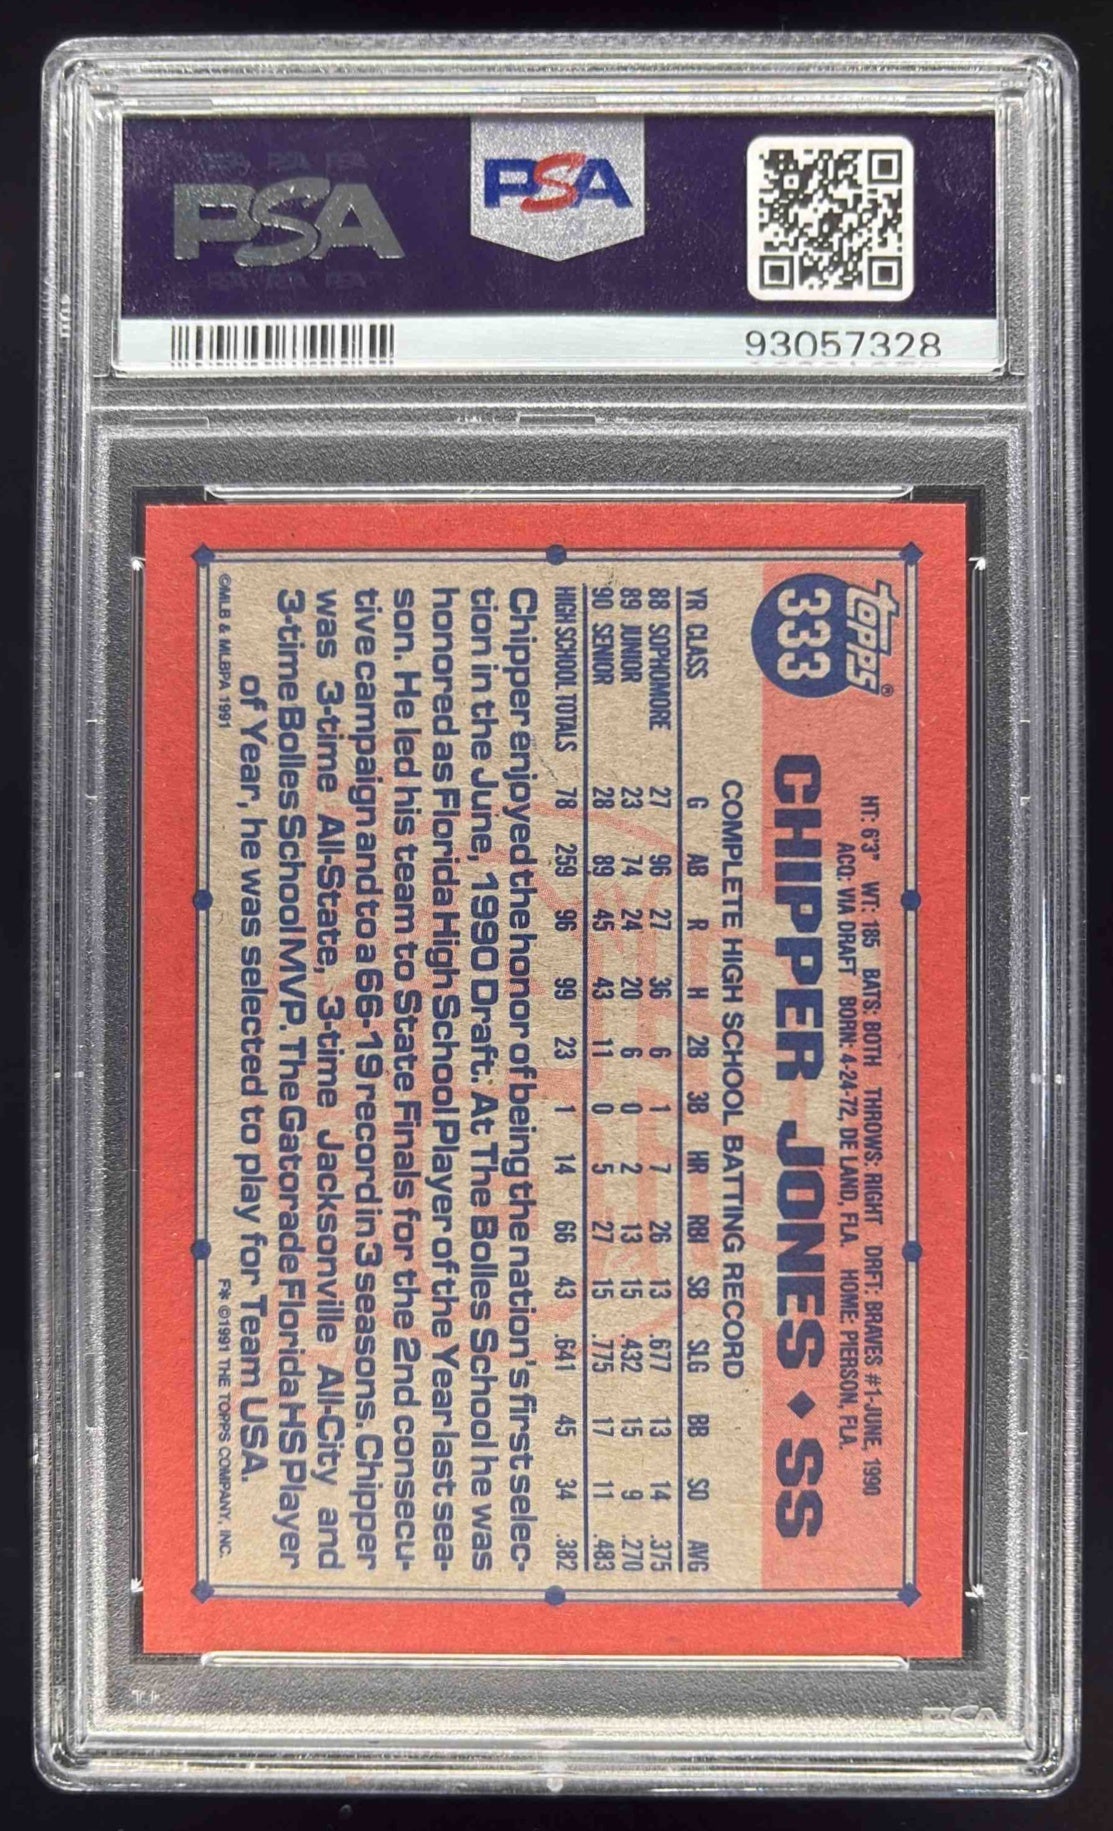 PSA
PSA
93057328
topps®
333
HT: 6'3" WT: 185 BATS: BOTH THROWS: RIGHT DRFT: BRAVES #1-JUNE, 1990
ACQ: VIA DRAFT BORN: 4-24-72, DE LAND, FLA. HOME: PIERSON, FLA.
CHIPPER JONES ♦ SS
COMPLETE HIGH SCHOOL BATTING RECORD
YR CLASS G AB R H 2B 3B HR RBI SB SLG BB SO AVG
88 SOPHOMORE 27 96 27 36 6 1 7 26 13 .677 13 14 .375
89 JUNIOR 23 74 24 20 6 0 2 13 15 .432 15 9 .270
90 SENIOR 28 89 45 43 11 0 5 27 15 .775 17 11 .483
HIGH SCHOOL TOTALS 78 259 96 99 23 1 14 66 43 .641 45 34 .382
Chipper enjoyed the honor of being the nation's first selec-
tion in the June, 1990 Draft. At The Bolles School he was
honored as Florida High School Player of the Year last sea-
son. He led his team to State Finals for the 2nd consecu-
tive campaign and to a 66-19 record in 3 seasons. Chipper
was 3-time All-State, 3-time Jacksonville All-City and
3-time Bolles School MVP. The Gatorade Florida HS Player
of Year, he was selected to play for Team USA.
©MLB & MLBPA 1991
F* ©1991 THE TOPPS COMPANY, INC.
PSA